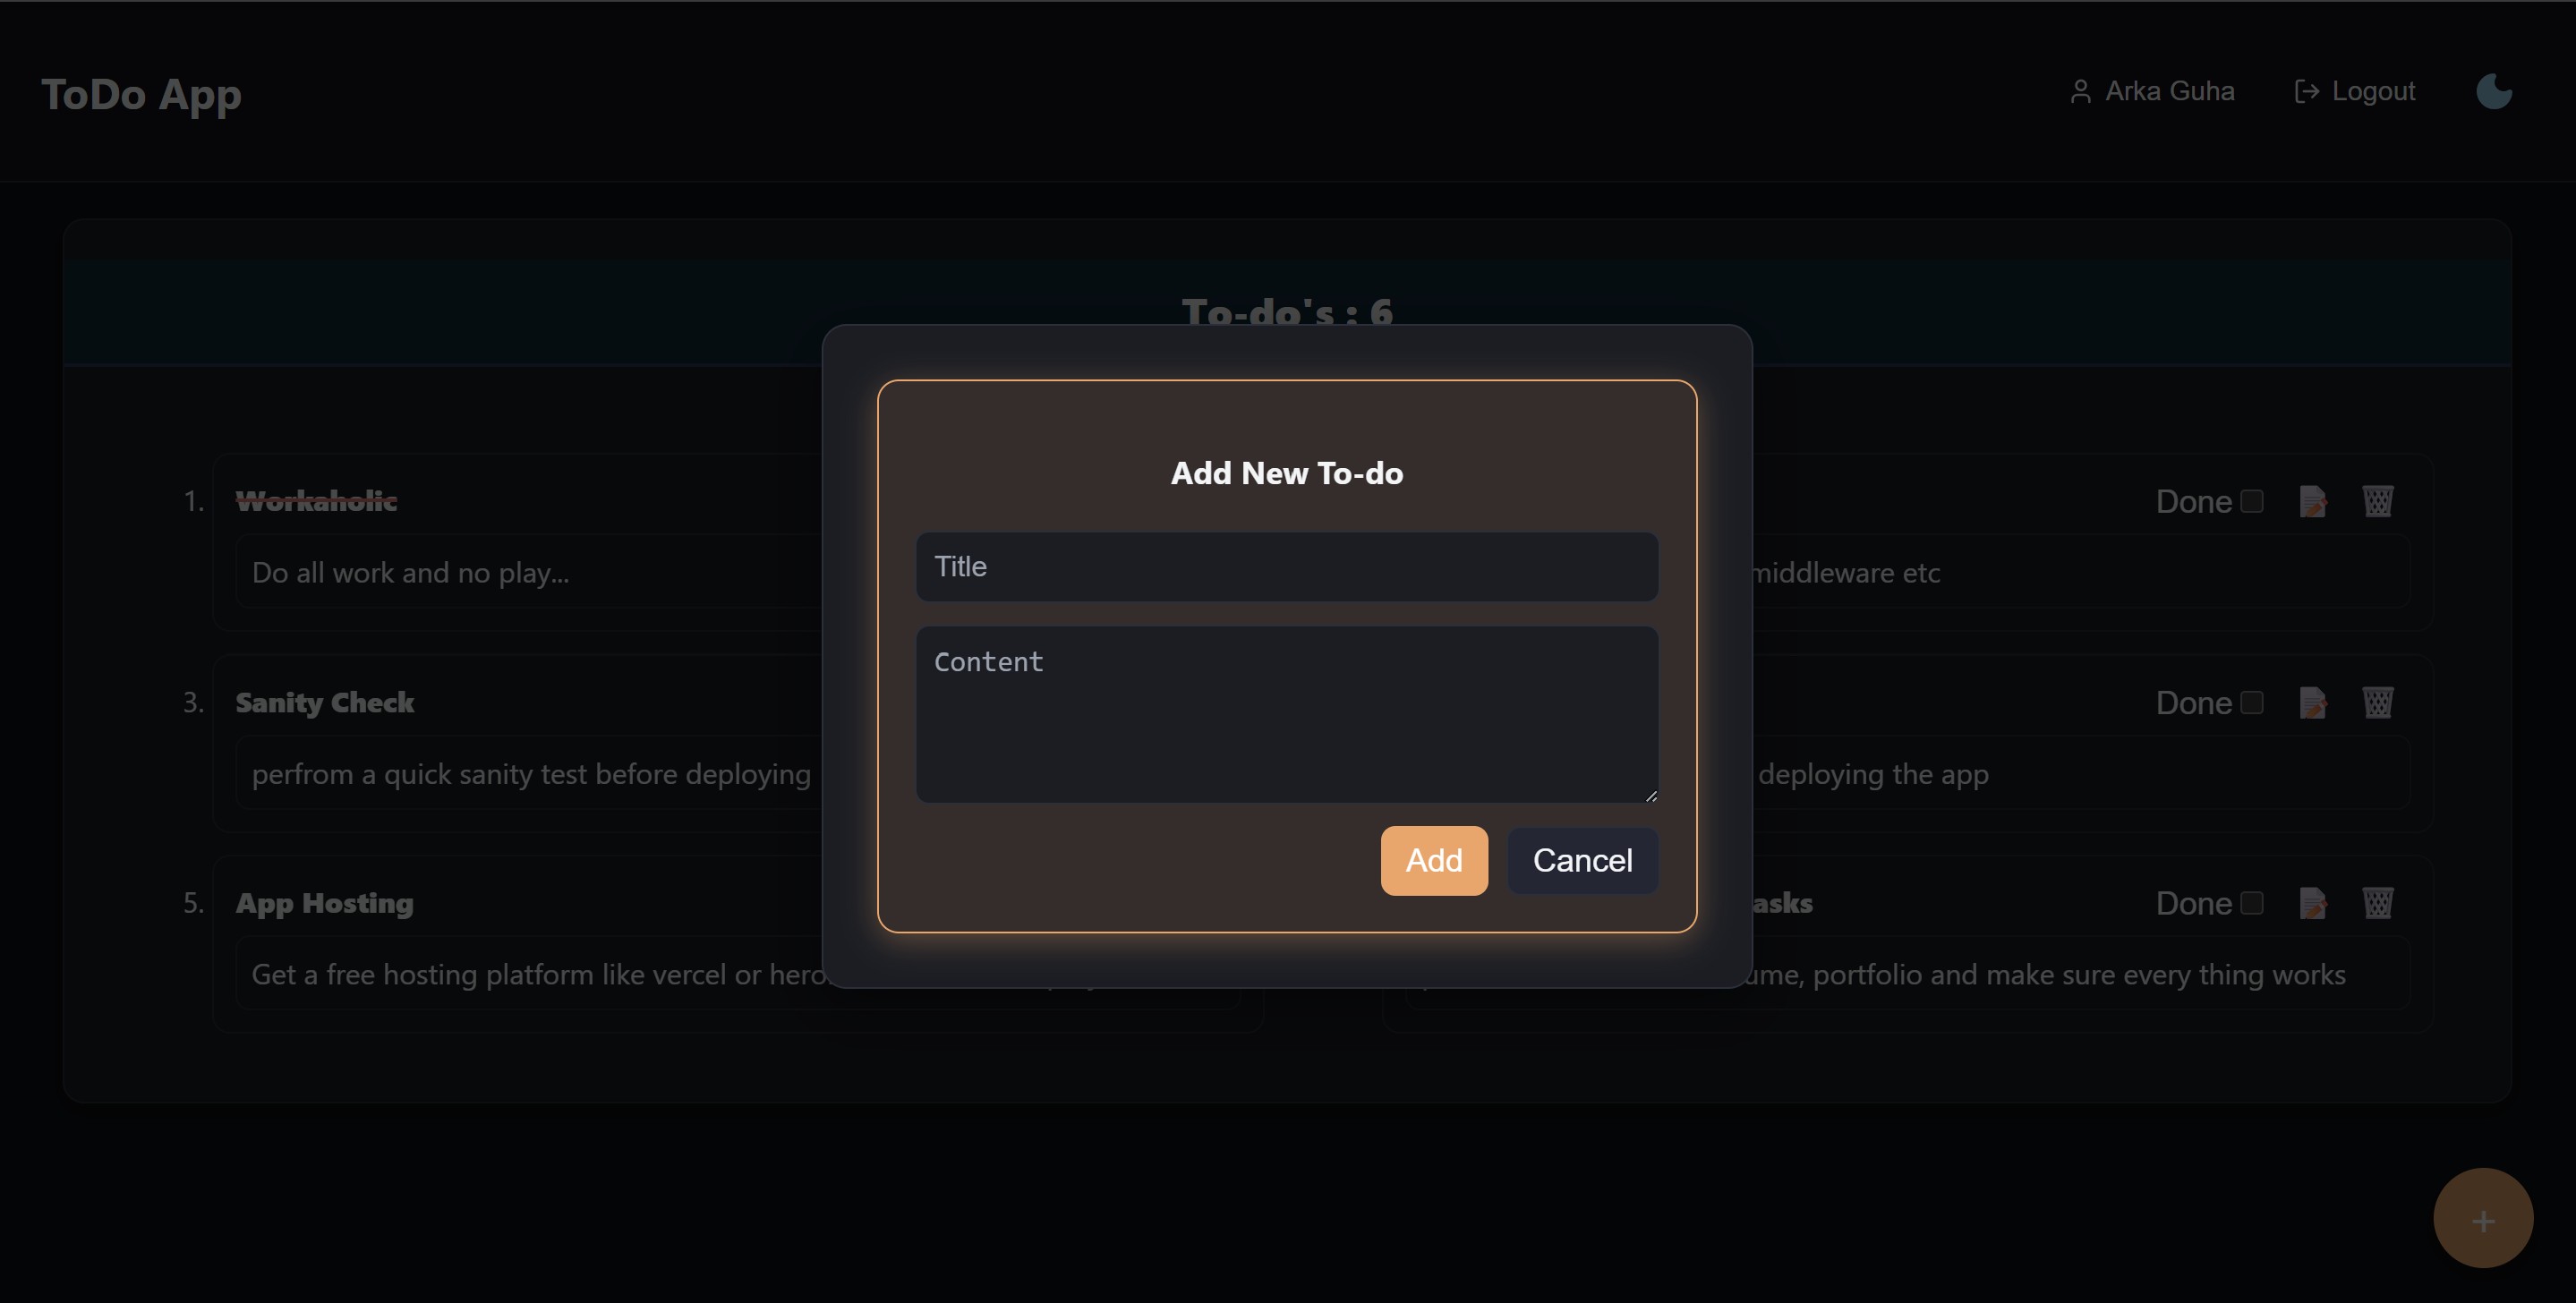 ToDo App
Arka Guha
Logout
To-do's : 6
Add New To-do
Title
Content
Add
Cancel
1.
Workaholic
Do all work and no play...
Done
middleware etc
3.
Sanity Check
perfrom a quick sanity test before deploying
Done
deploying the app
5.
App Hosting
Get a free hosting platform like vercel or
Done
portfolio and make sure every thing works
+